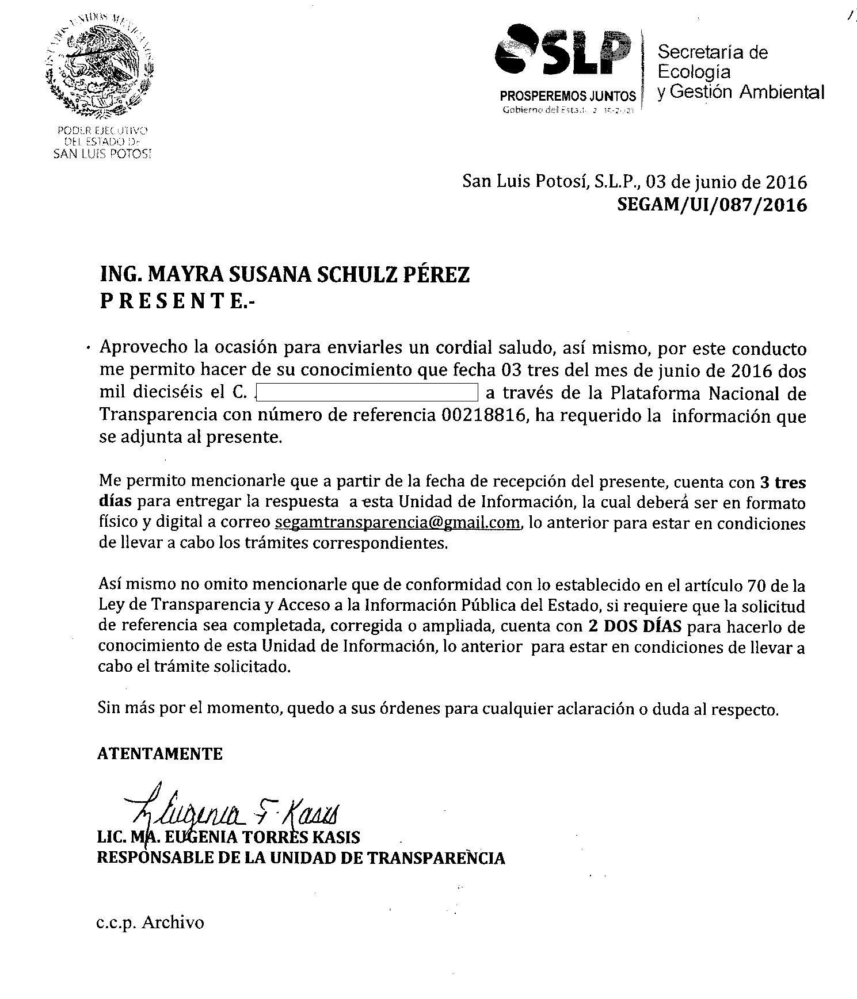 ESTADOS UNIDOS MEXICANOS
PODER EJECUTIVO
DEL ESTADO DE
SAN LUIS POTOSÍ
SLP
PROSPEREMOS JUNTOS
Gobierno del Estado 2015-2021
Secretaría de
Ecología
y Gestión Ambiental
San Luis Potosí, S.L.P., 03 de junio de 2016
SEGAM/UI/087/2016
ING. MAYRA SUSANA SCHULZ PÉREZ
P R E S E N T E.-
Aprovecho la ocasión para enviarles un cordial saludo, así mismo, por este conducto
me permito hacer de su conocimiento que fecha 03 tres del mes de junio de 2016 dos
mil dieciséis el C. a través de la Plataforma Nacional de
Transparencia con número de referencia 00218816, ha requerido la información que
se adjunta al presente.
Me permito mencionarle que a partir de la fecha de recepción del presente, cuenta con 3 tres
días para entregar la respuesta a esta Unidad de Información, la cual deberá ser en formato
físico y digital a correo segamtransparencia@gmail.com, lo anterior para estar en condiciones
de llevar a cabo los trámites correspondientes.
Así mismo no omito mencionarle que de conformidad con lo establecido en el artículo 70 de la
Ley de Transparencia y Acceso a la Información Pública del Estado, si requiere que la solicitud
de referencia sea completada, corregida o ampliada, cuenta con 2 DOS DÍAS para hacerlo de
conocimiento de esta Unidad de Información, lo anterior para estar en condiciones de llevar a
cabo el trámite solicitado.
Sin más por el momento, quedo a sus órdenes para cualquier aclaración o duda al respecto.
ATENTAMENTE
Eugenia T. Kasis
LIC. MA. EUGENIA TORRES KASIS
RESPONSABLE DE LA UNIDAD DE TRANSPARENCIA
c.c.p. Archivo